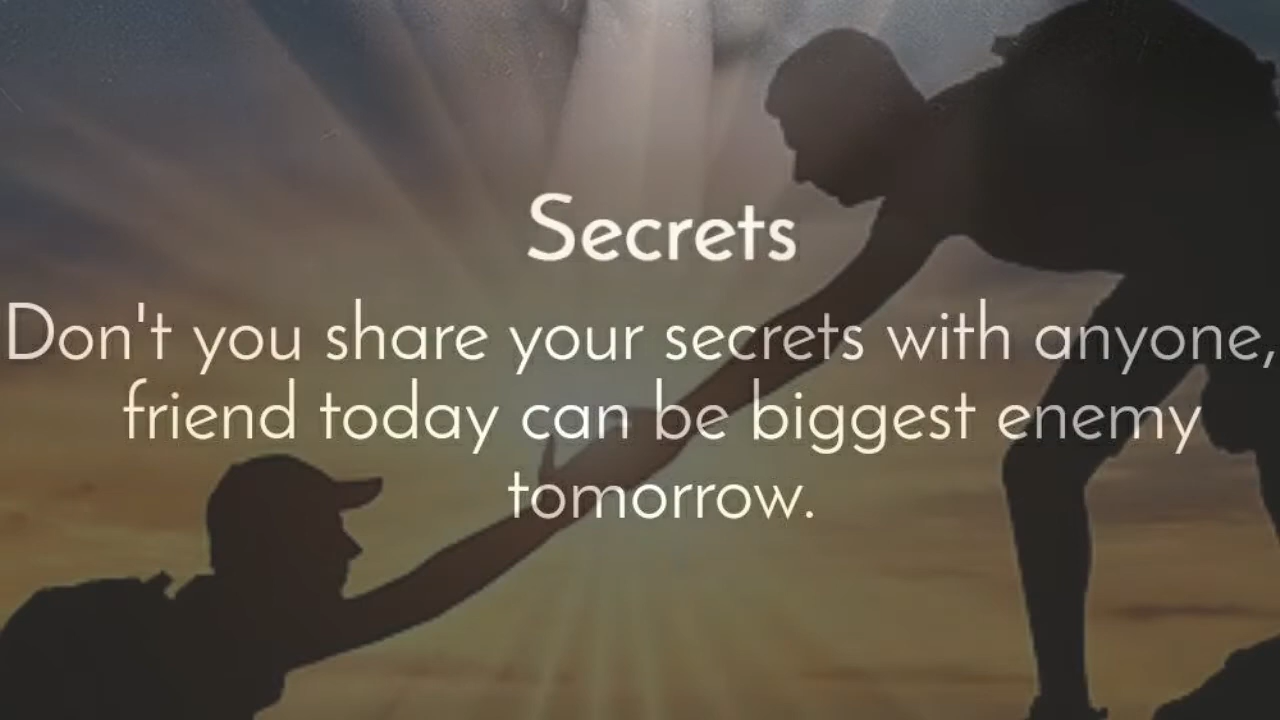 Secrets
Don't you share your secrets with anyone,
friend today can be biggest enemy
tomorrow.